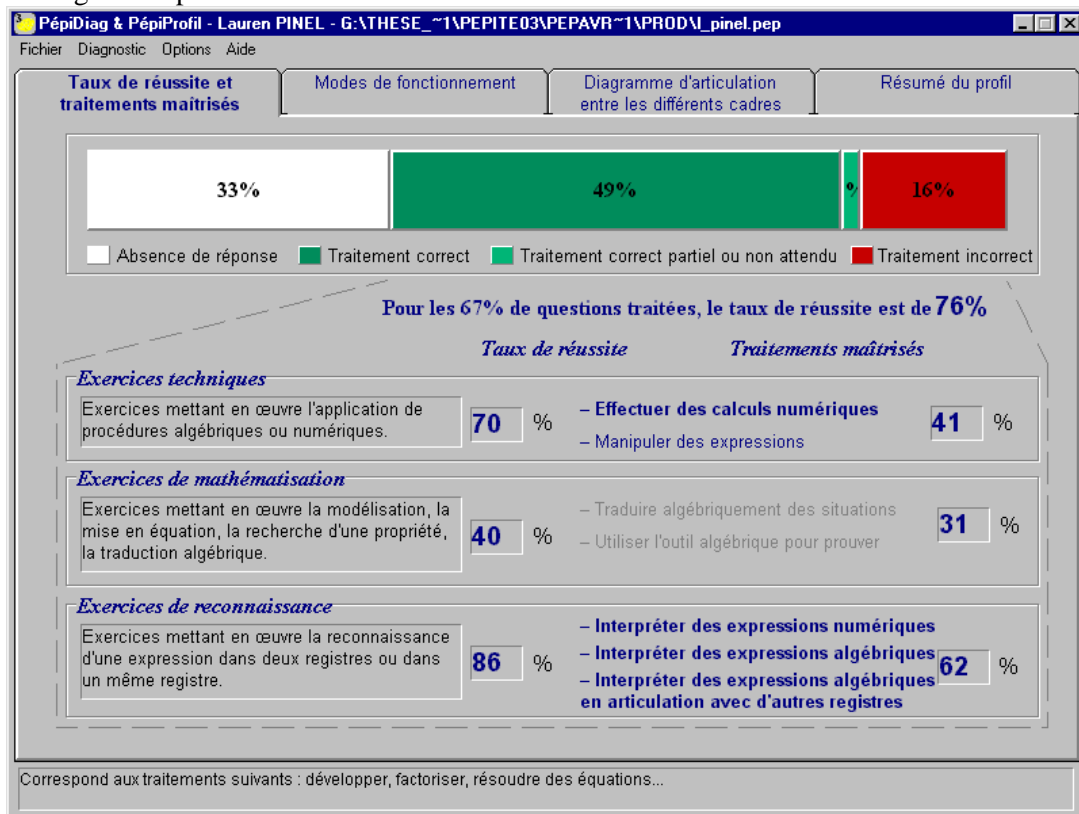 PépiDiag & PépiProfil - Lauren PINEL - G:\THESE_~1\PEPITE03\PEPAVR~1\PROD\l_pinel.pep
Fichier Diagnostic Options Aide
Taux de réussite et
traitements maîtrisés
Modes de fonctionnement
Diagramme d'articulation
entre les différents cadres
Résumé du profil
33% 49% % 16%
Absence de réponse Traitement correct Traitement correct partiel ou non attendu Traitement incorrect
Pour les 67% de questions traitées, le taux de réussite est de 76%
Taux de réussite Traitements maîtrisés
Exercices techniques
Exercices mettant en œuvre l'application de
procédures algébriques ou numériques.
70 %
– Effectuer des calculs numériques
– Manipuler des expressions
41 %
Exercices de mathématisation
Exercices mettant en œuvre la modélisation, la
mise en équation, la recherche d'une propriété,
la traduction algébrique.
40 %
– Traduire algébriquement des situations
– Utiliser l'outil algébrique pour prouver
31 %
Exercices de reconnaissance
Exercices mettant en œuvre la reconnaissance
d'une expression dans deux registres ou dans
un même registre.
86 %
– Interpréter des expressions numériques
– Interpréter des expressions algébriques
– Interpréter des expressions algébriques
en articulation avec d'autres registres
62 %
Correspond aux traitements suivants : développer, factoriser, résoudre des équations...